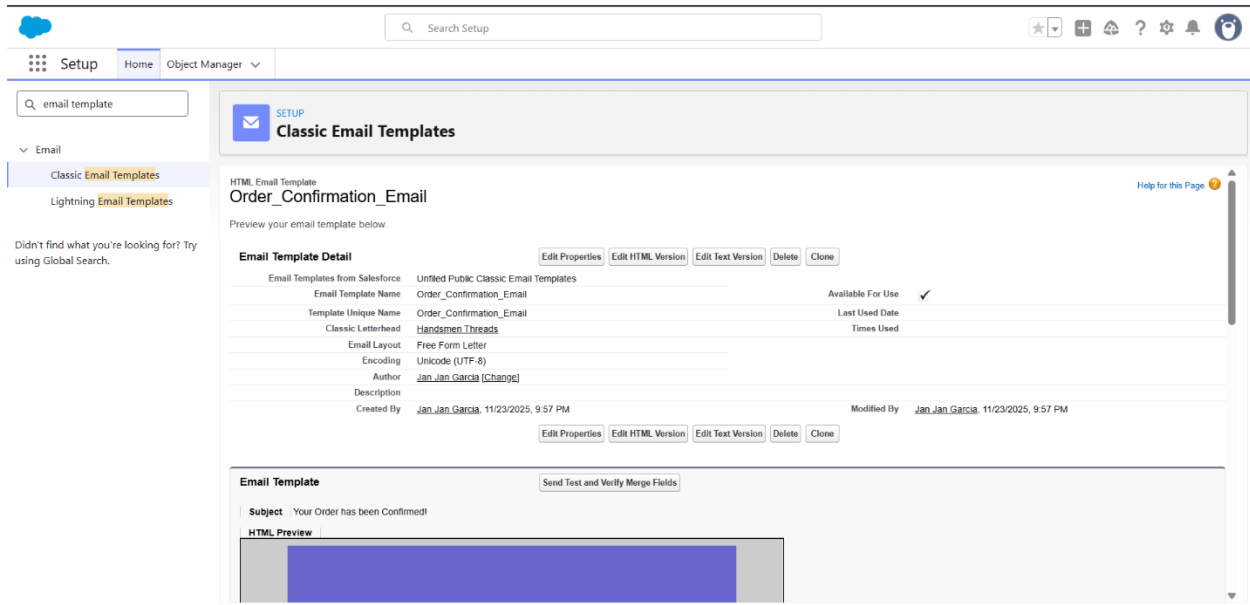 Search Setup
Setup
Home
Object Manager
email template
Email
Classic Email Templates
Lightning Email Templates
Didn't find what you're looking for? Try
using Global Search.
SETUP
Classic Email Templates
HTML Email Template
Order_Confirmation_Email
Help for this Page
Preview your email template below.
Email Template Detail
Edit Properties Edit HTML Version Edit Text Version Delete Clone
Email Templates from Salesforce Unfiled Public Classic Email Templates
Email Template Name Order_Confirmation_Email Available For Use
Template Unique Name Order_Confirmation_Email Last Used Date
Classic Letterhead Handsmen Threads Times Used
Email Layout Free Form Letter
Encoding Unicode (UTF-8)
Author Jan Jan Garcia [Change]
Description
Created By Jan Jan Garcia, 11/23/2025, 9:57 PM Modified By Jan Jan Garcia, 11/23/2025, 9:57 PM
Edit Properties Edit HTML Version Edit Text Version Delete Clone
Email Template Send Test and Verify Merge Fields
Subject Your Order has been Confirmed!
HTML Preview